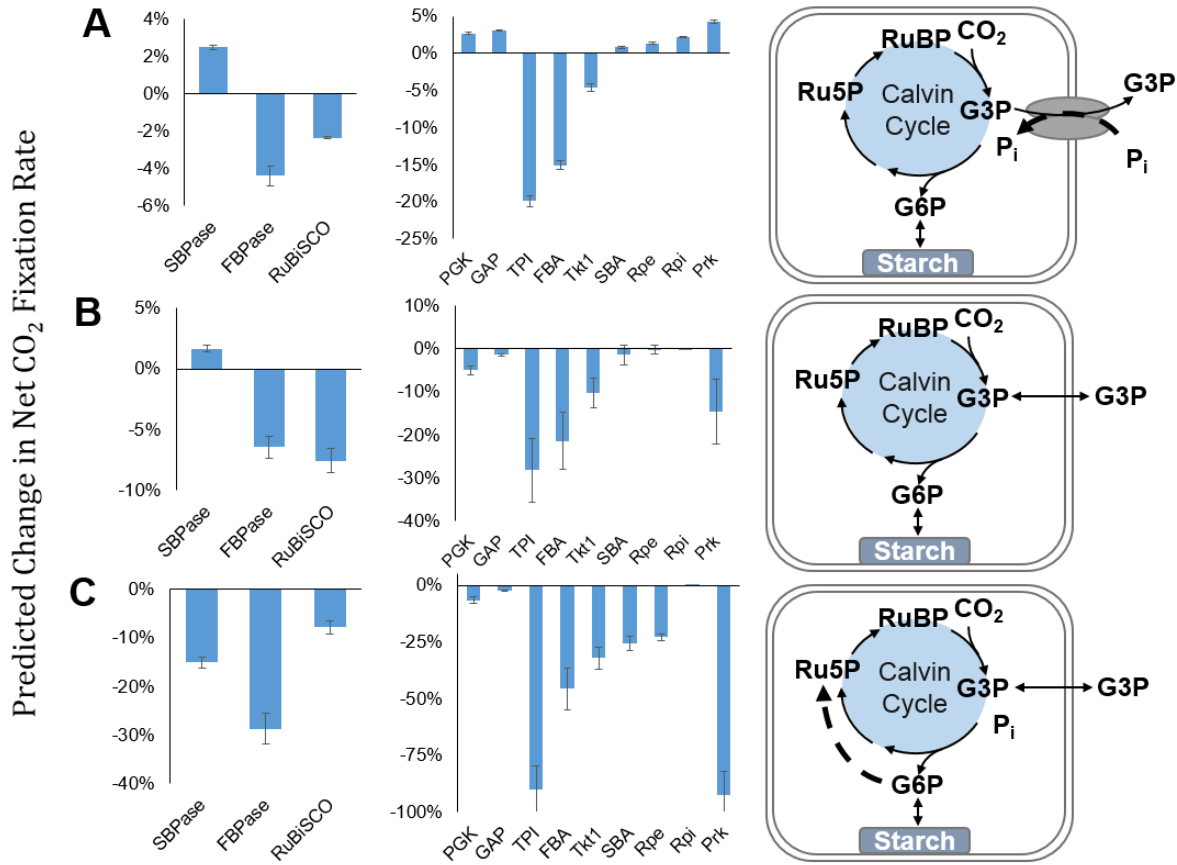 Predicted Change in Net CO2 Fixation Rate
A
4%
2%
0%
-2%
-4%
-6%
SBPase
FBPase
RuBiSCO
5%
0%
-5%
-10%
-15%
-20%
-25%
PGK
GAP
TPI
FBA
Tkt1
SBA
Rpe
Rpi
Prk
RuBP
CO2
Ru5P
Calvin
Cycle
G3P
G3P
Pi
Pi
G6P
Starch
B
5%
0%
-5%
-10%
SBPase
FBPase
RuBiSCO
10%
0%
-10%
-20%
-30%
-40%
PGK
GAP
TPI
FBA
Tkt1
SBA
Rpe
Rpi
Prk
RuBP
CO2
Ru5P
Calvin
Cycle
G3P
G3P
G6P
Starch
C
0%
-10%
-20%
-30%
-40%
SBPase
FBPase
RuBiSCO
0%
-25%
-50%
-75%
-100%
PGK
GAP
TPI
FBA
Tkt1
SBA
Rpe
Rpi
Prk
RuBP
CO2
Ru5P
Calvin
Cycle
G3P
G3P
Pi
G6P
Starch